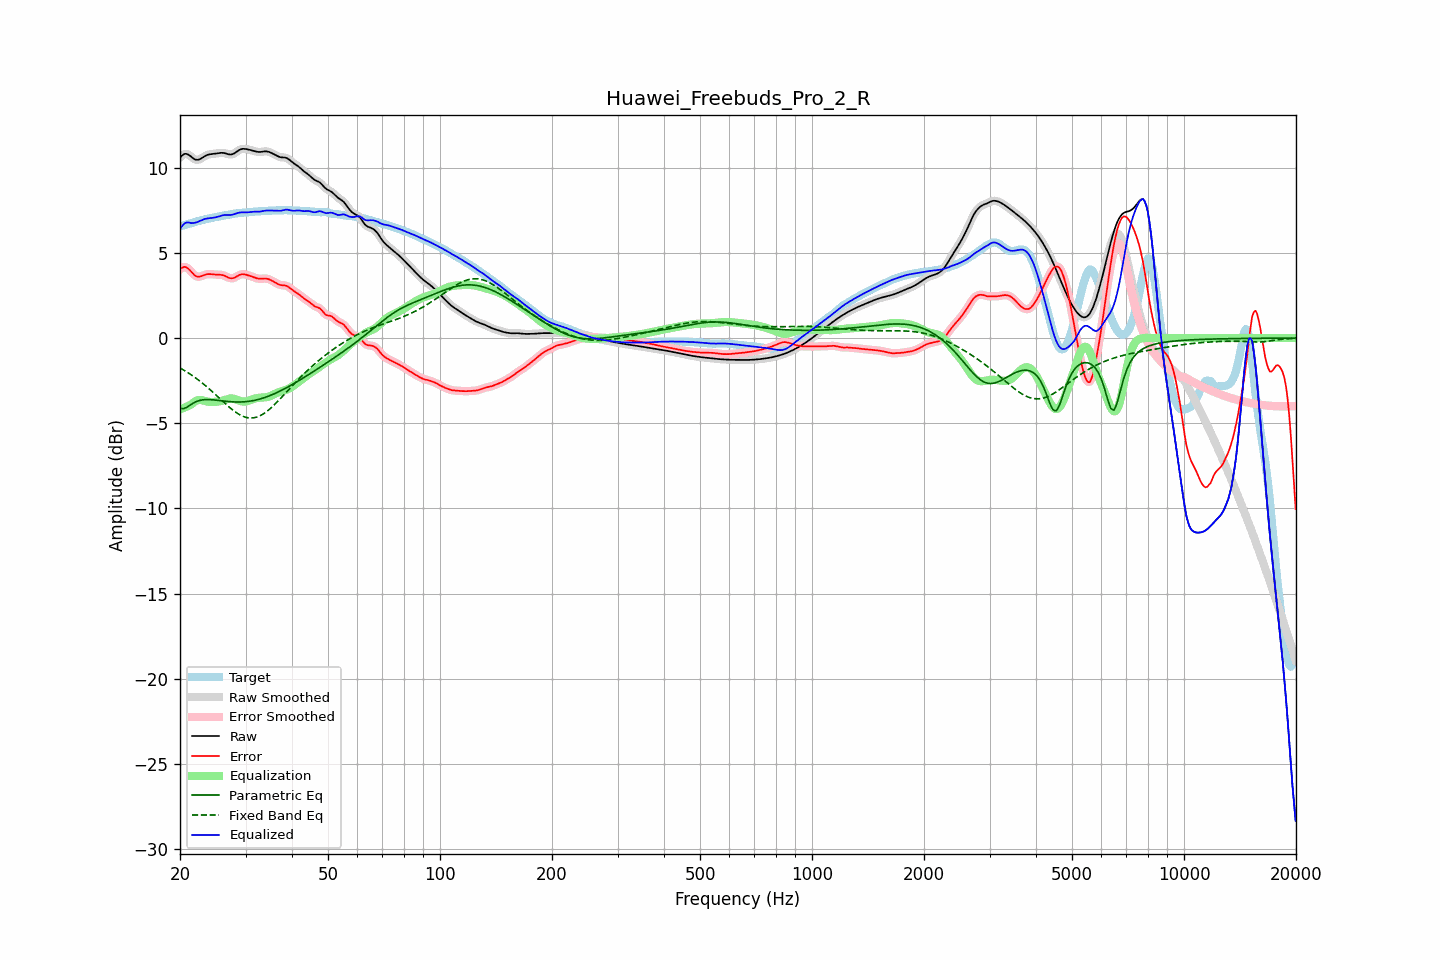 Huawei_Freebuds_Pro_2_R
10
5
0
−5
−10
−15
−20
−25
−30
Amplitude (dBr)
Target
Raw Smoothed
Error Smoothed
Raw
Error
Equalization
Parametric Eq
Fixed Band Eq
Equalized
20 50 100 200 500 1000 2000 5000 10000 20000
Frequency (Hz)